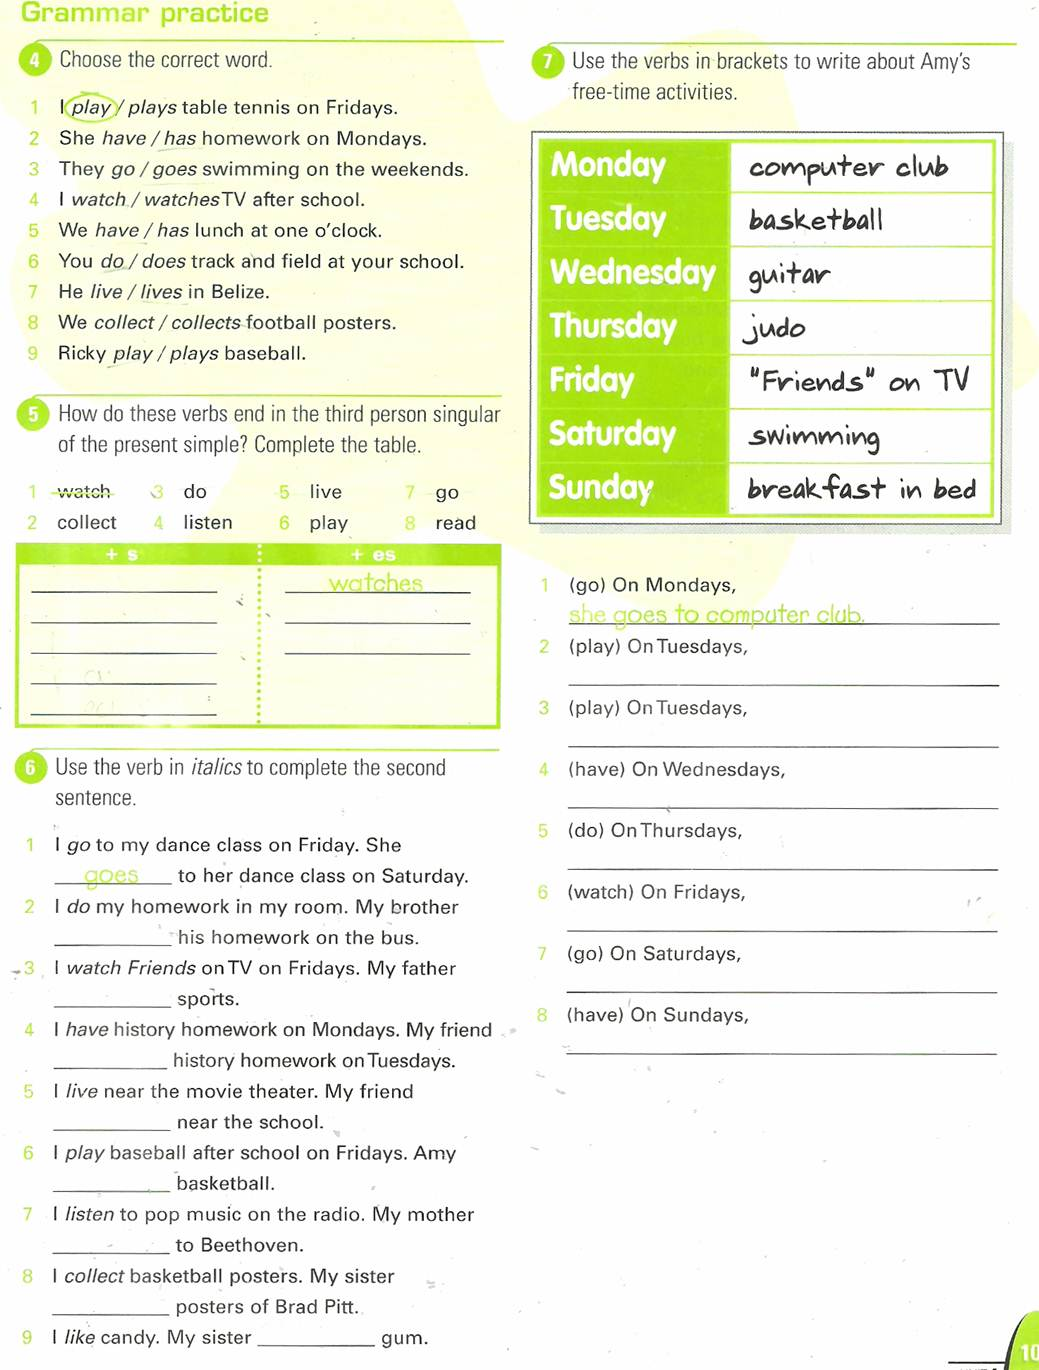 Grammar practice
4 Choose the correct word.
1 I play / plays table tennis on Fridays.
2 She have / has homework on Mondays.
3 They go / goes swimming on the weekends.
4 I watch / watches TV after school.
5 We have / has lunch at one o'clock.
6 You do / does track and field at your school.
7 He live / lives in Belize.
8 We collect / collects football posters.
9 Ricky play / plays baseball.
5 How do these verbs end in the third person singular
of the present simple? Complete the table.
1 watch 3 do 5 live 7 go
2 collect 4 listen 6 play 8 read
+ s + es
watches
6 Use the verb in italics to complete the second
sentence.
1 I go to my dance class on Friday. She
goes to her dance class on Saturday.
2 I do my homework in my room. My brother
his homework on the bus.
3 I watch Friends on TV on Fridays. My father
sports.
4 I have history homework on Mondays. My friend
history homework on Tuesdays.
5 I live near the movie theater. My friend
near the school.
6 I play baseball after school on Fridays. Amy
basketball.
7 I listen to pop music on the radio. My mother
to Beethoven.
8 I collect basketball posters. My sister
posters of Brad Pitt.
9 I like candy. My sister gum.
7 Use the verbs in brackets to write about Amy's
free-time activities.
Monday computer club
Tuesday basketball
Wednesday guitar
Thursday judo
Friday "Friends" on TV
Saturday swimming
Sunday breakfast in bed
1 (go) On Mondays,
she goes to computer club.
2 (play) On Tuesdays,
3 (play) On Tuesdays,
4 (have) On Wednesdays,
5 (do) On Thursdays,
6 (watch) On Fridays,
7 (go) On Saturdays,
8 (have) On Sundays,
10